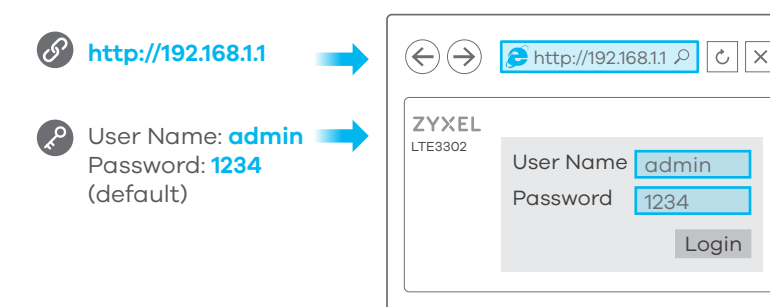 http://192.168.1.1
http://192.168.1.1
User Name: admin
Password: 1234
(default)
ZYXEL
LTE3302
User Name admin
Password 1234
Login